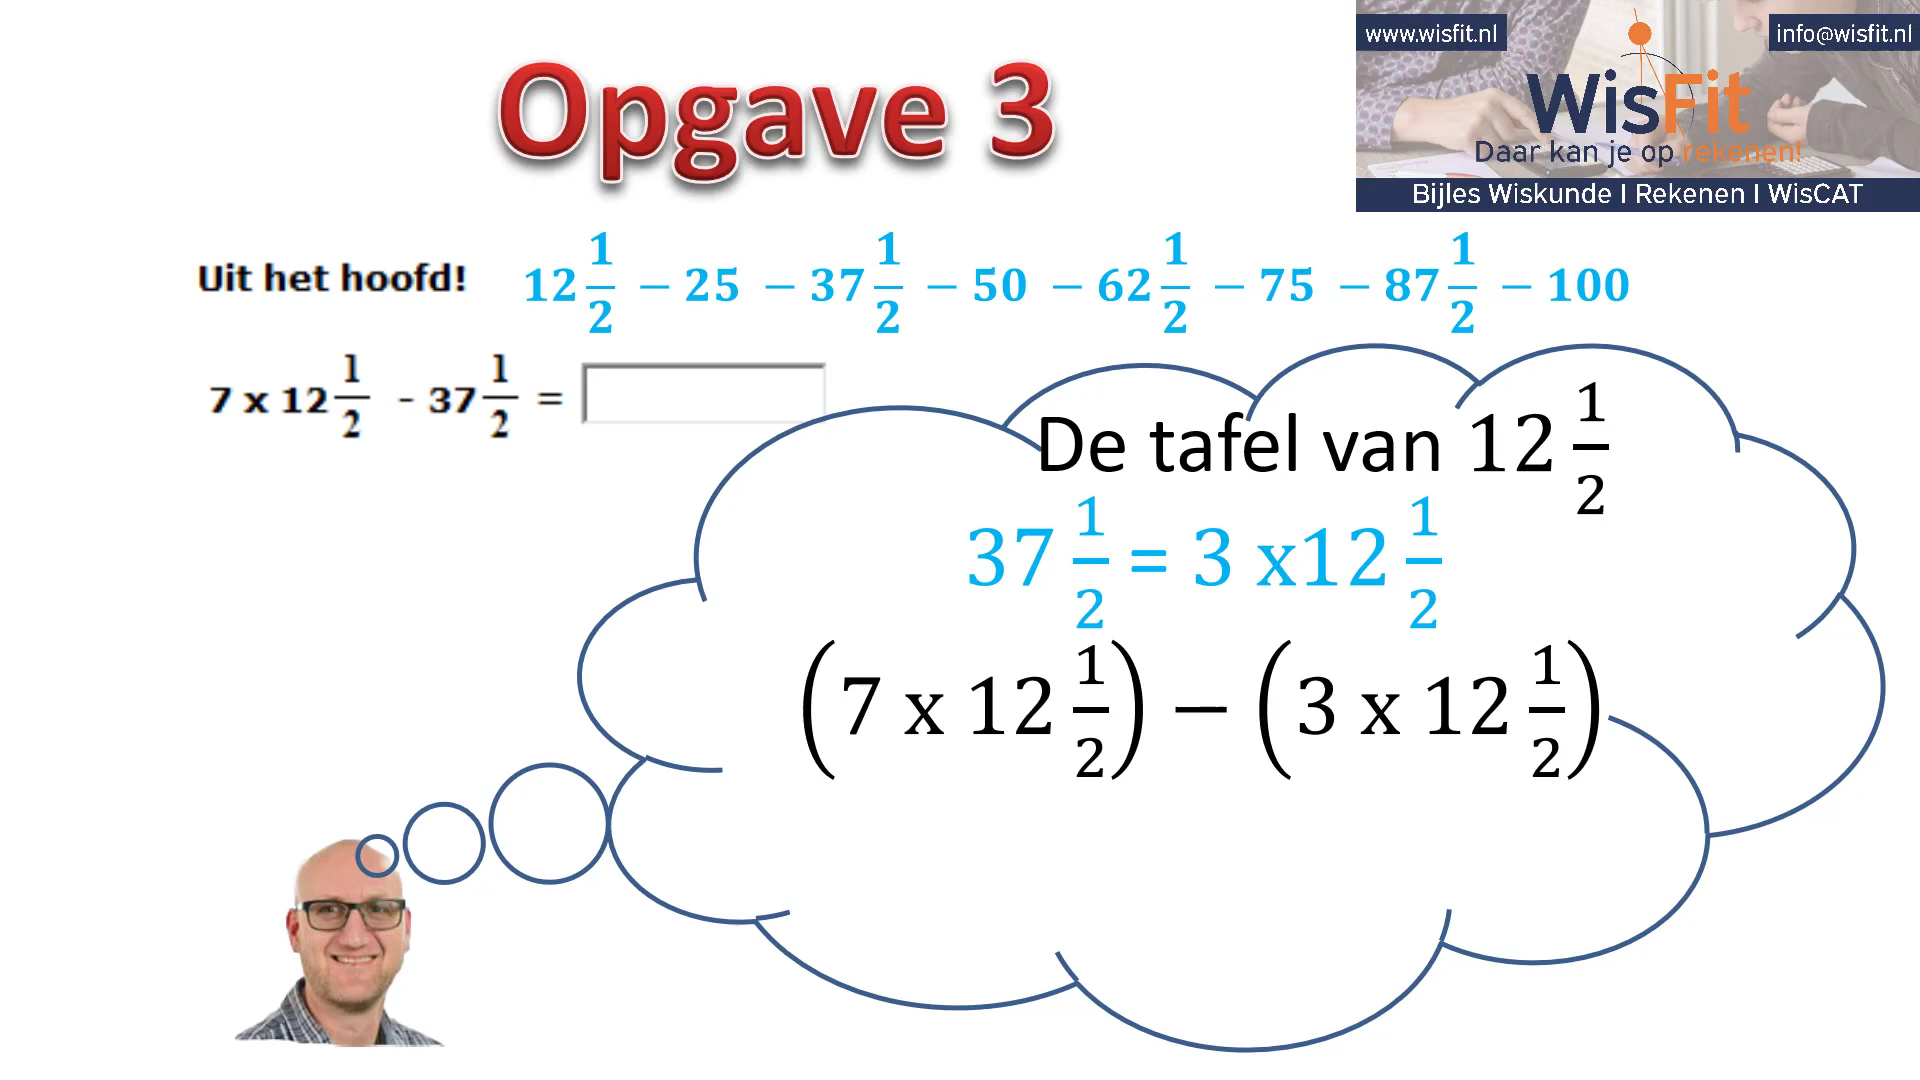 www.wisfit.nl
info@wisfit.nl
WisFit
Daar kan je op rekenen!
Bijles Wiskunde I Rekenen I WisCAT
Opgave 3
Uit het hoofd!
12 1/2 – 25 – 37 1/2 – 50 – 62 1/2 – 75 – 87 1/2 – 100
7 x 12 1/2 - 37 1/2 =
De tafel van 12 1/2
37 1/2 = 3 x12 1/2
(7 x 12 1/2) – (3 x 12 1/2)